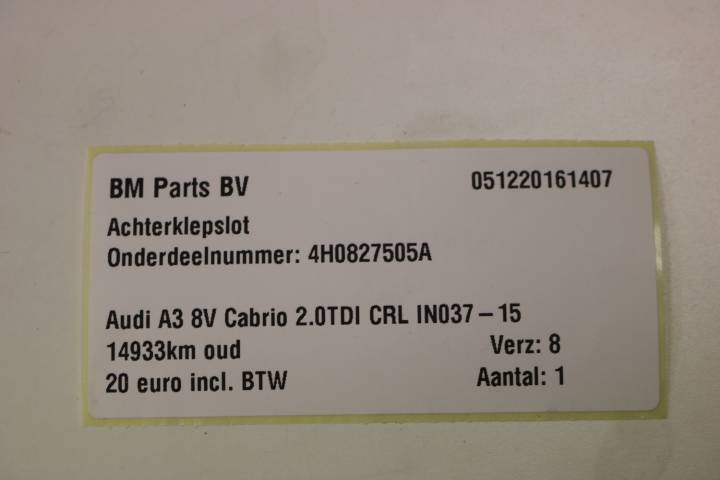 BM Parts BV 051220161407
Achterklepslot
Onderdeelnummer: 4H0827505A
Audi A3 8V Cabrio 2.0TDI CRL IN037–15
14933km oud Verz: 8
20 euro incl. BTW Aantal: 1